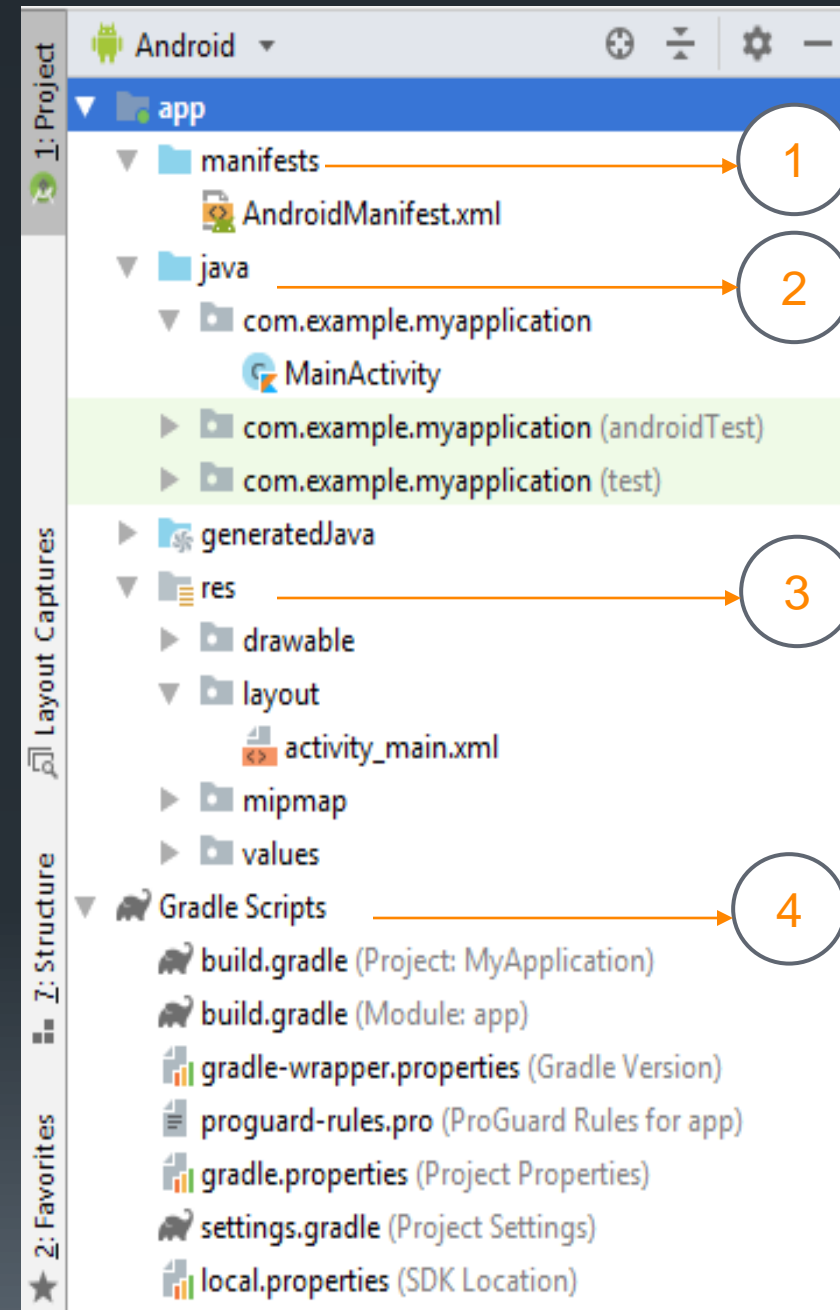 Android
app
manifests
1
AndroidManifest.xml
java
2
com.example.myapplication
MainActivity
com.example.myapplication (androidTest)
com.example.myapplication (test)
generatedJava
res
3
drawable
layout
activity_main.xml
mipmap
values
Gradle Scripts
4
build.gradle (Project: MyApplication)
build.gradle (Module: app)
gradle-wrapper.properties (Gradle Version)
proguard-rules.pro (ProGuard Rules for app)
gradle.properties (Project Properties)
settings.gradle (Project Settings)
local.properties (SDK Location)
1: Project
Layout Captures
7: Structure
2: Favorites